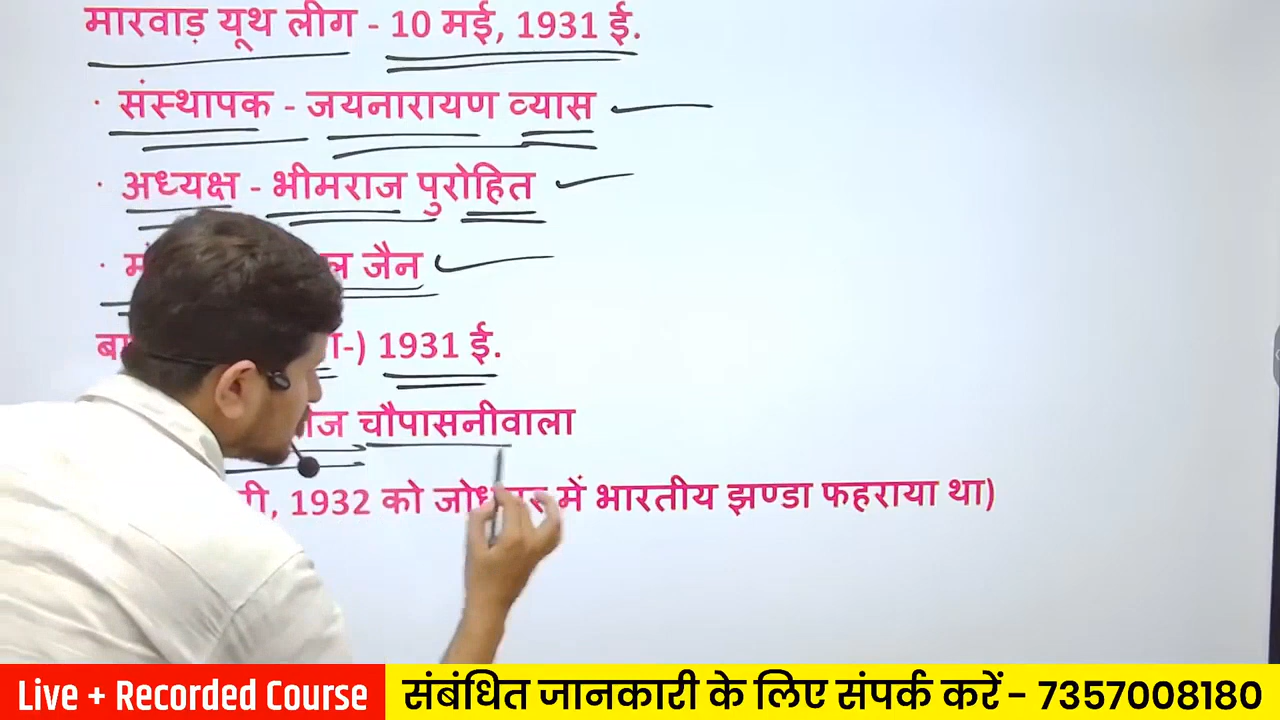 मारवाड़ यूथ लीग - 10 मई, 1931 ई.
· संस्थापक - जयनारायण व्यास
· अध्यक्ष - भीमराज पुरोहित
· जैन
1931 ई.
चौपासनीवाला
1932 को जोधपुर में भारतीय झण्डा फहराया था)
Live + Recorded Course संबंधित जानकारी के लिए संपर्क करें - 7357008180